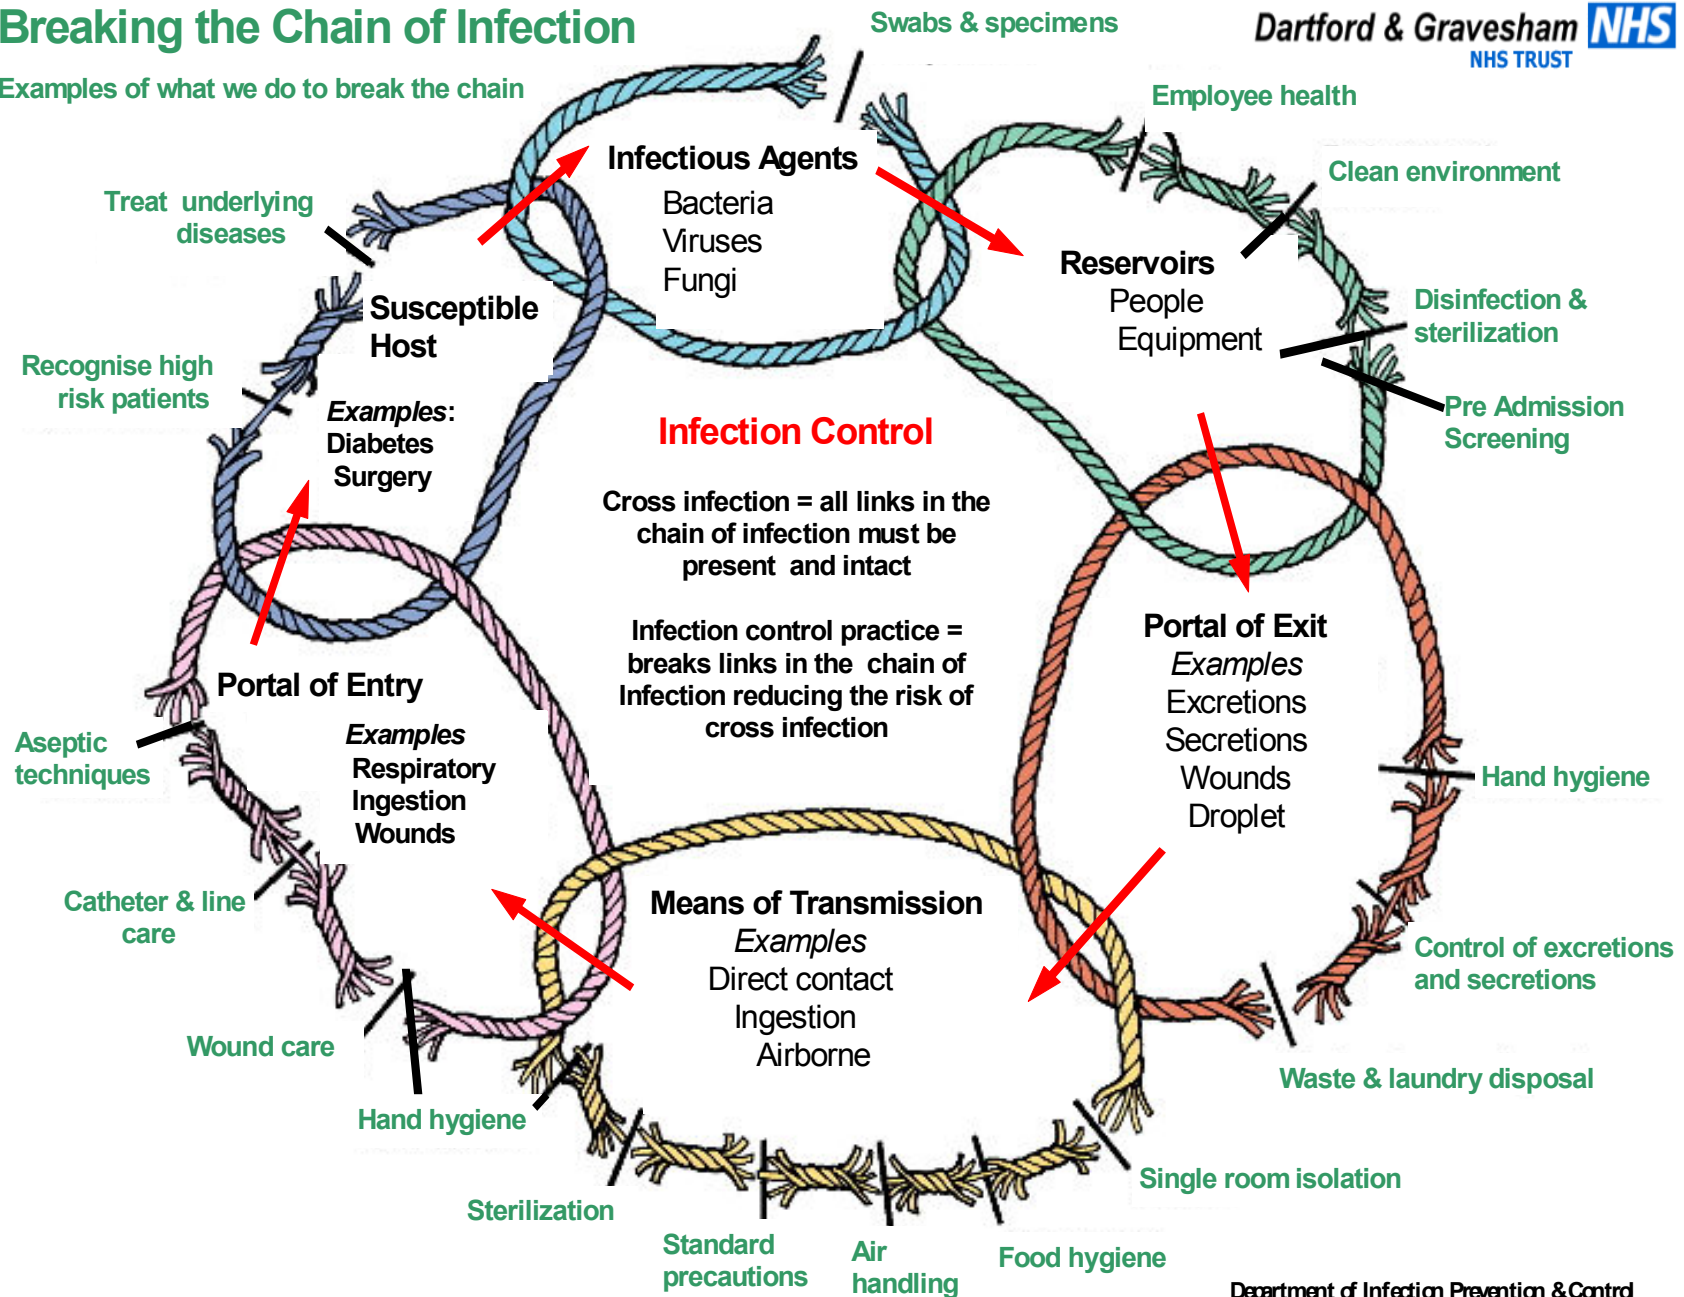 Breaking the Chain of Infection
Examples of what we do to break the chain
Swabs & specimens
Dartford & Gravesham NHS
NHS TRUST
Employee health
Clean environment
Disinfection &
sterilization
Pre Admission
Screening
Infectious Agents
Bacteria
Viruses
Fungi
Reservoirs
People
Equipment
Treat underlying
diseases
Susceptible
Host
Recognise high
risk patients
Examples:
Diabetes
Surgery
Infection Control
Cross infection = all links in the
chain of infection must be
present and intact
Infection control practice =
breaks links in the chain of
Infection reducing the risk of
cross infection
Portal of Exit
Examples
Excretions
Secretions
Wounds
Droplet
Hand hygiene
Control of excretions
and secretions
Waste & laundry disposal
Portal of Entry
Examples
Respiratory
Ingestion
Wounds
Aseptic
techniques
Catheter & line
care
Wound care
Hand hygiene
Means of Transmission
Examples
Direct contact
Ingestion
Airborne
Sterilization
Standard
precautions
Air
handling
Food hygiene
Single room isolation
Department of Infection Prevention & Control